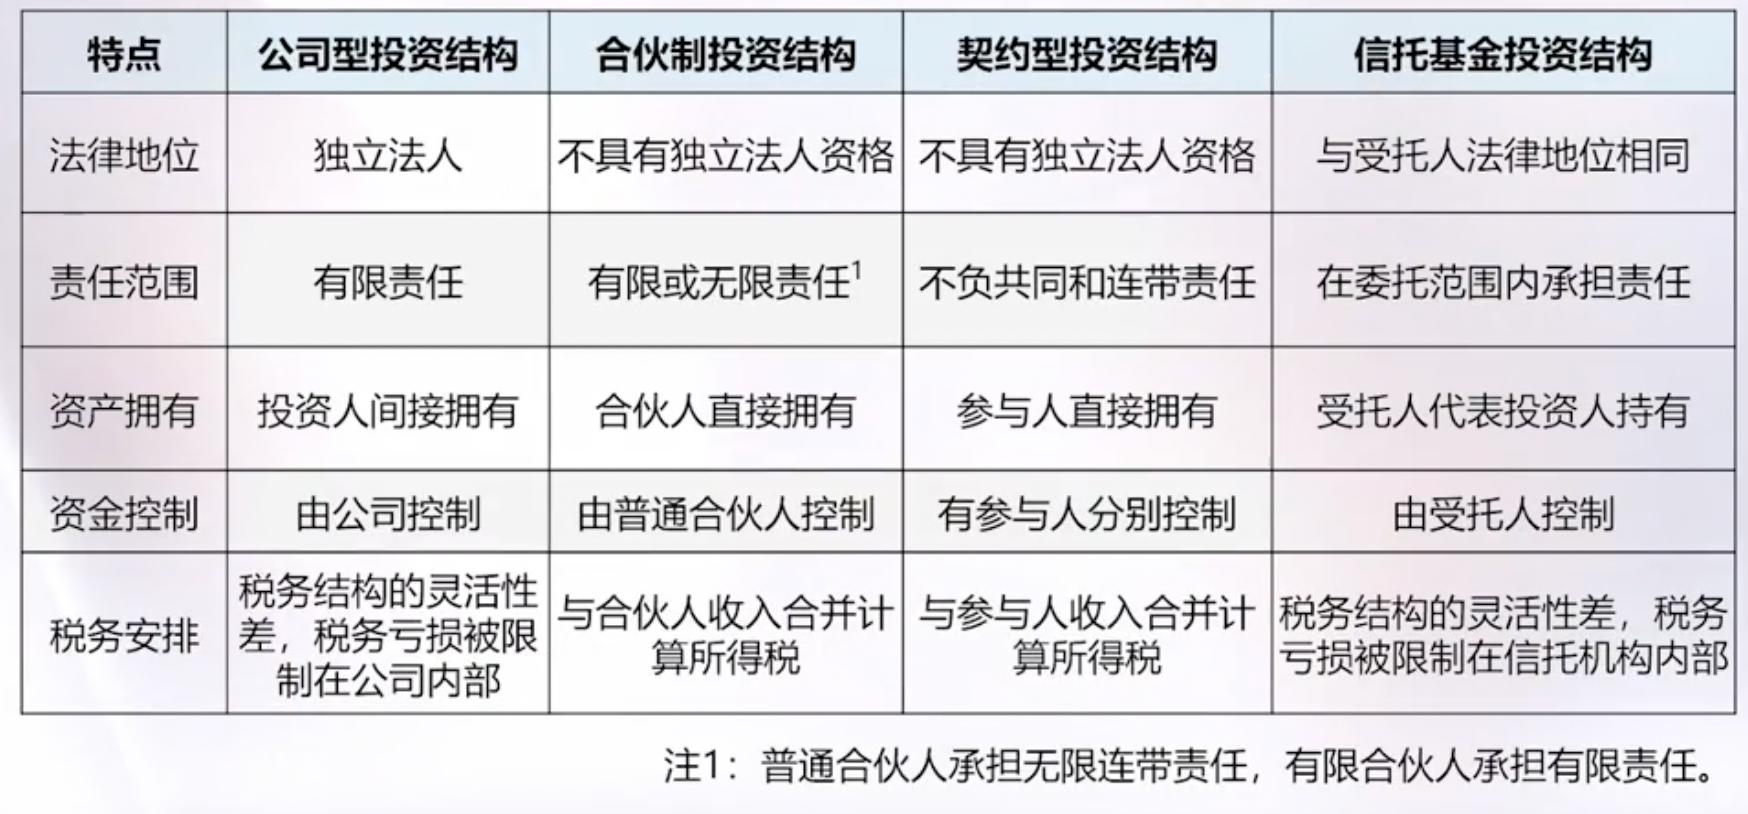 特点 公司型投资结构 合伙制投资结构 契约型投资结构 信托基金投资结构
法律地位 独立法人 不具有独立法人资格 不具有独立法人资格 与受托人法律地位相同
责任范围 有限责任 有限或无限责任1 不负共同和连带责任 在委托范围内承担责任
资产拥有 投资人间接拥有 合伙人直接拥有 参与人直接拥有 受托人代表投资人持有
资金控制 由公司控制 由普通合伙人控制 有参与人分别控制 由受托人控制
税务安排
税务结构的灵活性
差，税务亏损被限
制在公司内部
与合伙人收入合并计
算所得税
与参与人收入合并计
算所得税
税务结构的灵活性差，税务
亏损被限制在信托机构内部
注1：普通合伙人承担无限连带责任，有限合伙人承担有限责任。